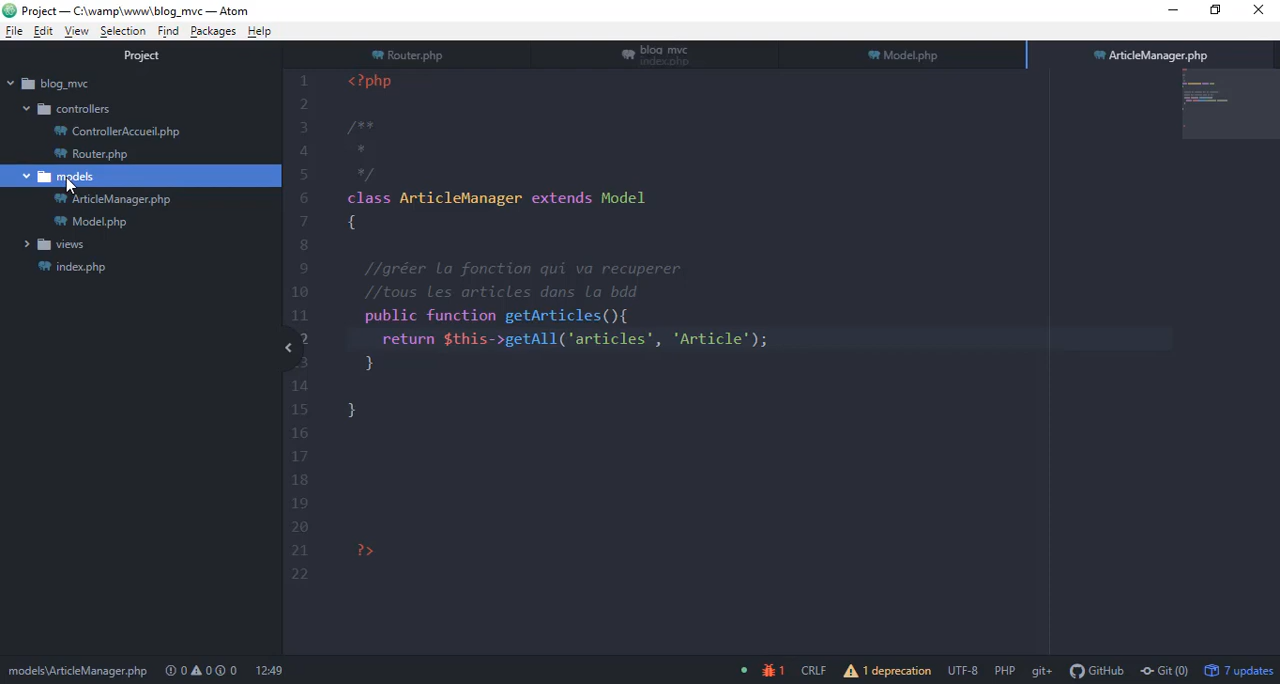 Project — C:\wamp\www\blog_mvc — Atom
File Edit View Selection Find Packages Help
Project
Router.php
blog_mvc
index.php
Model.php
ArticleManager.php
blog_mvc
controllers
ControllerAccueil.php
Router.php
models
ArticleManager.php
Model.php
views
index.php
1 <?php
2
3 /**
4 *
5 */
6 class ArticleManager extends Model
7 {
8
9 //gréer la fonction qui va recuperer
10 //tous les articles dans la bdd
11 public function getArticles(){
2 return $this->getAll('articles', 'Article');
3 }
14
15 }
16
17
18
19
20
21 ?>
22
models\ArticleManager.php 0 0 0 12:49 1 CRLF 1 deprecation UTF-8 PHP git+ GitHub Git (0) 7 updates